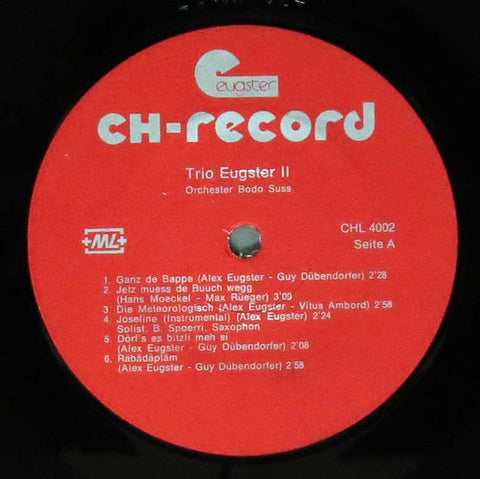 eugster
CH-record
Trio Eugster II
Orchester Bodo Suss
+ML+
CHL 4002
Seite A
1. Ganz de Bappe (Alex Eugster - Guy Dübendorfer) 2'28
2. Jetz muess de Buuch wegg
(Hans Moeckel - Max Rüeger) 3'09
3. Die Meteorologisch (Alex Eugster - Vitus Ambord) 2'58
4. Josefine (Instrumental) (Alex Eugster) 2'24
Solist: B. Spoerri, Saxophon
5. Dörf's es bitzli meh si
(Alex Eugster - Guy Dübendorfer) 2'08
6. Räbädäpläm
(Alex Eugster - Guy Dübendorfer) 2'58